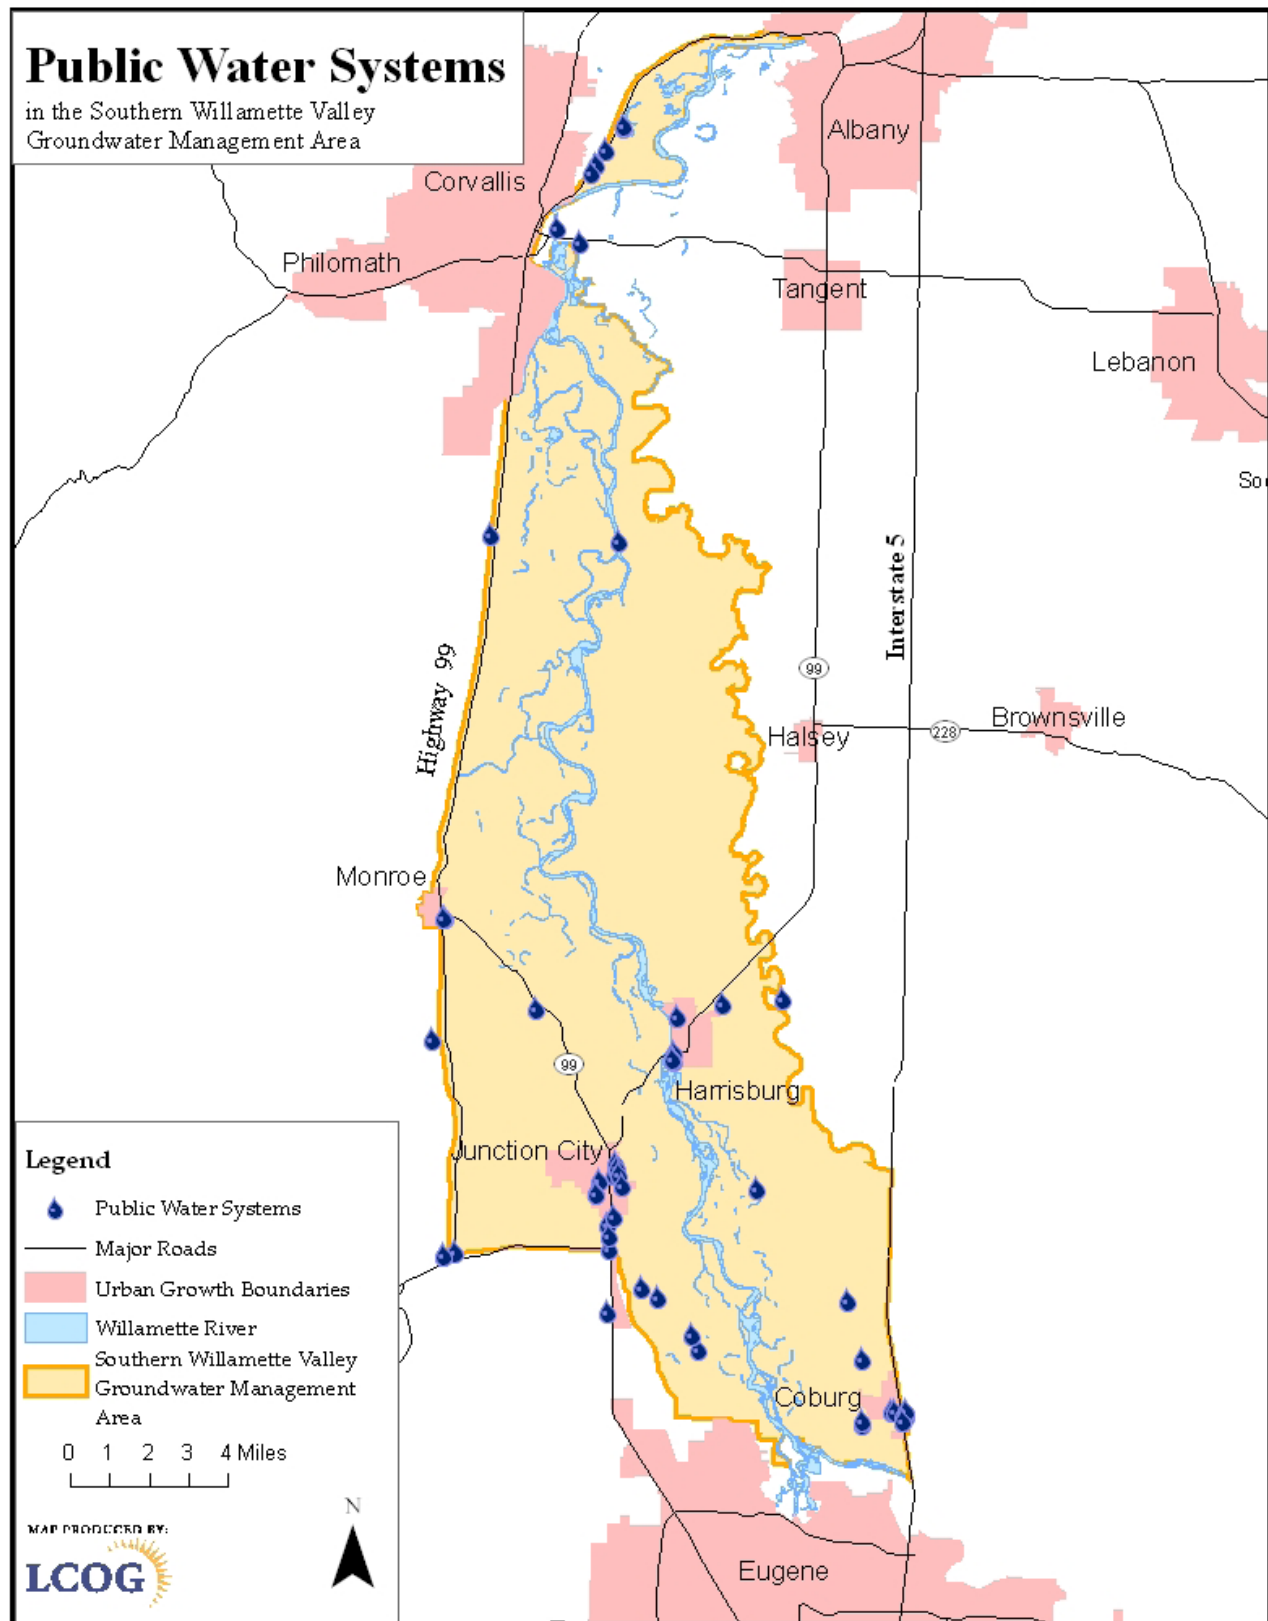 Public Water Systems
in the Southern Willamette Valley
Groundwater Management Area
Albany
Corvallis
Philomath
Tangent
Lebanon
So
Interstate 5
Highway 99
99
Brownsville
228
Halsey
Monroe
99
Harrisburg
Junction City
Coburg
Eugene
Legend
Public Water Systems
Major Roads
Urban Growth Boundaries
Willamette River
Southern Willamette Valley
Groundwater Management
Area
0 1 2 3 4 Miles
N
MAP PRODUCED BY:
LCOG